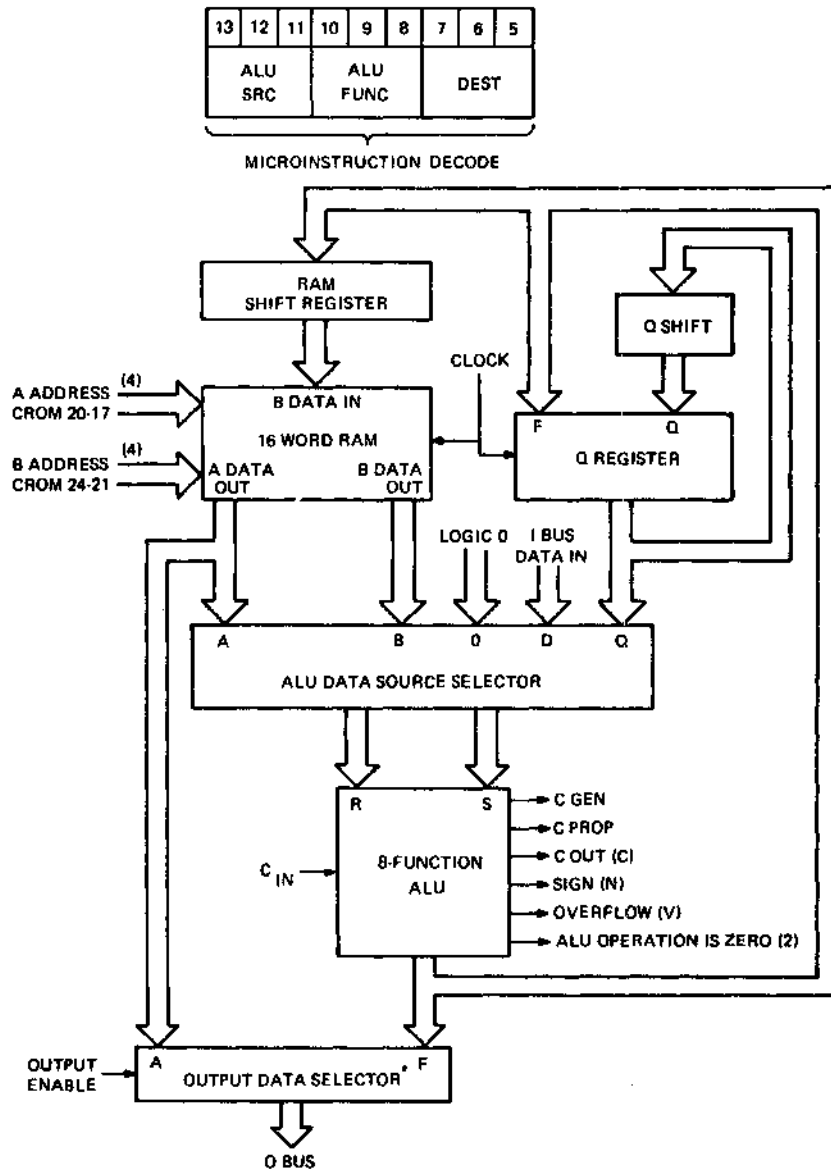 13 12 11 10 9 8 7 6 5
ALU SRC
ALU FUNC
DEST
MICROINSTRUCTION DECODE
RAM
SHIFT REGISTER
Q SHIFT
CLOCK
A ADDRESS (4)
CROM 20-17
B DATA IN
F Q
16 WORD RAM
Q REGISTER
B ADDRESS (4)
CROM 24-21
A DATA
OUT
B DATA
OUT
LOGIC 0
I BUS
DATA IN
A B 0 D Q
ALU DATA SOURCE SELECTOR
R S
C IN
8-FUNCTION
ALU
C GEN
C PROP
C OUT (C)
SIGN (N)
OVERFLOW (V)
ALU OPERATION IS ZERO (2)
OUTPUT
ENABLE
A F
OUTPUT DATA SELECTOR
O BUS